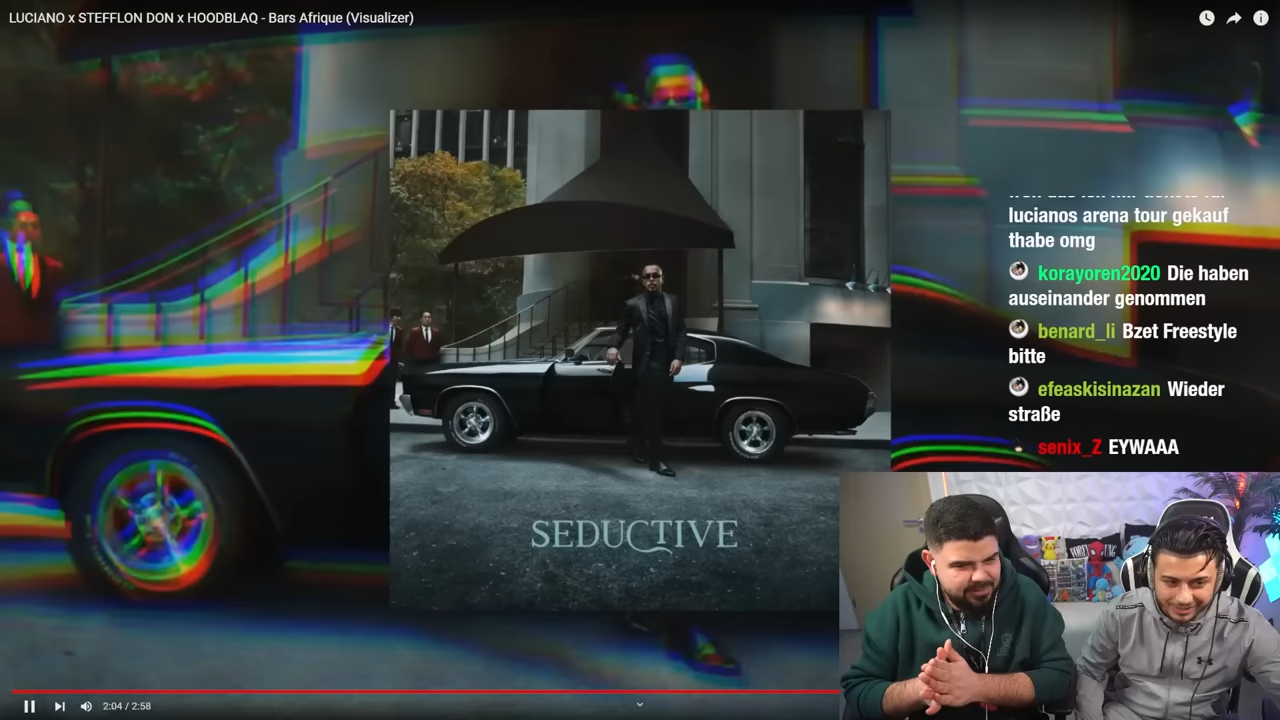 LUCIANO x STEFFLON DON x HOODBLAQ - Bars Afrique (Visualizer)
lucianos arena tour gekauf
thabe omg
korayoren2020 Die haben
auseinander genommen
benard_li Bzet Freestyle
bitte
efeaskisinazan Wieder
straße
senix_Z EYWAAA
SEDUCTIVE
2:04 / 2:58